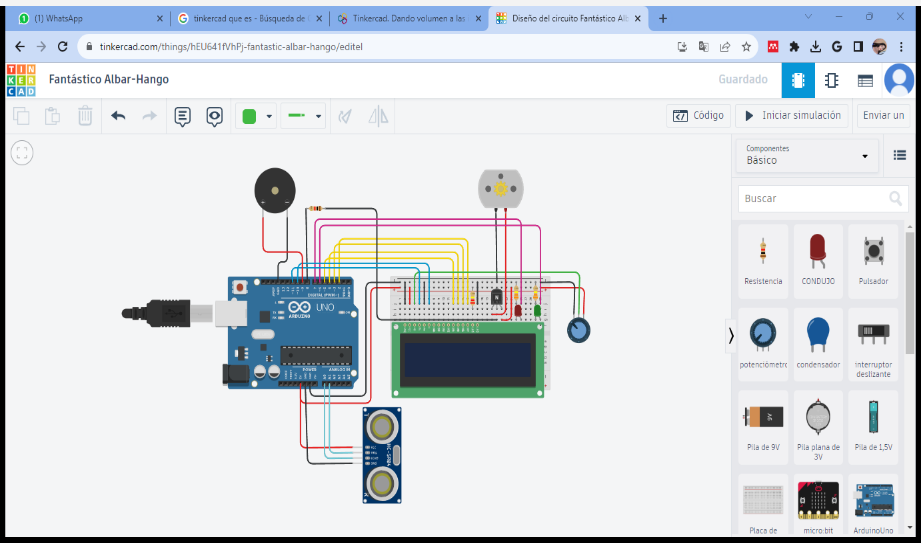 (1) WhatsApp
tinkercad que es - Búsqueda de
Tinkercad. Dando volumen a las
Diseño del circuito Fantástico Alb
tinkercad.com/things/hEU641fVhPj-fantastic-albar-hango/editel
TIN
KER
CAD
Fantástico Albar-Hango
Guardado
Código
Iniciar simulación
Enviar un
Componentes
Básico
Buscar
Resistencia
CONDUJO
Pulsador
potenciómetro
condensador
interruptor
deslizante
Pila de 9V
Pila plana de
3V
Pila de 1,5V
Placa de
micro:bit
ArduinoUno
UNO
ARDUINO
POWER
ANALOG IN